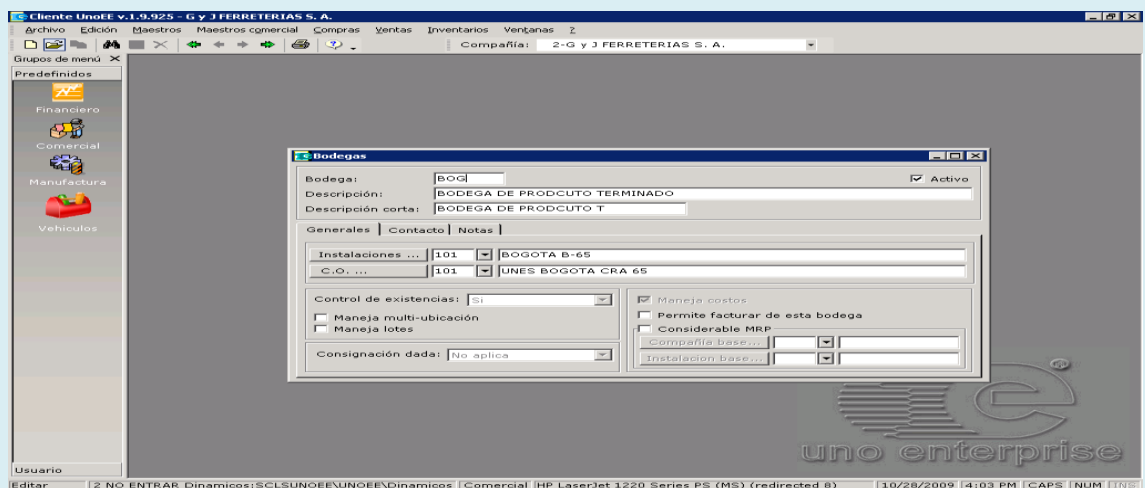 Cliente UnoEE v.1.9.925 - G y J FERRETERIAS S. A.
Archivo Edición Maestros Maestros comercial Compras Ventas Inventarios Ventanas ?
Compañía: 2-G y J FERRETERIAS S. A.
Grupos de menú
Predefinidos
Financiero
Comercial
Manufactura
Vehiculos
Usuario
Bodegas
Bodega: BOG
Activo
Descripción: BODEGA DE PRODCUTO TERMINADO
Descripción corta: BODEGA DE PRODCUTO T
Generales Contacto Notas
Instalaciones ... 101 BOGOTA B-65
C.O. ... 101 UNES BOGOTA CRA 65
Control de existencias: Si
Maneja multi-ubicación
Maneja lotes
Consignación dada: No aplica
Maneja costos
Permite facturar de esta bodega
Considerable MRP
Compañía base...
Instalacion base...
e
uno enterprise
Editar 2 NO ENTRAR Dinamicos:SCLSUNOEE\UNOEE\Dinamicos Comercial HP LaserJet 1220 Series PS (MS) (redirected 8) 10/28/2009 4:03 PM CAPS NUM INS